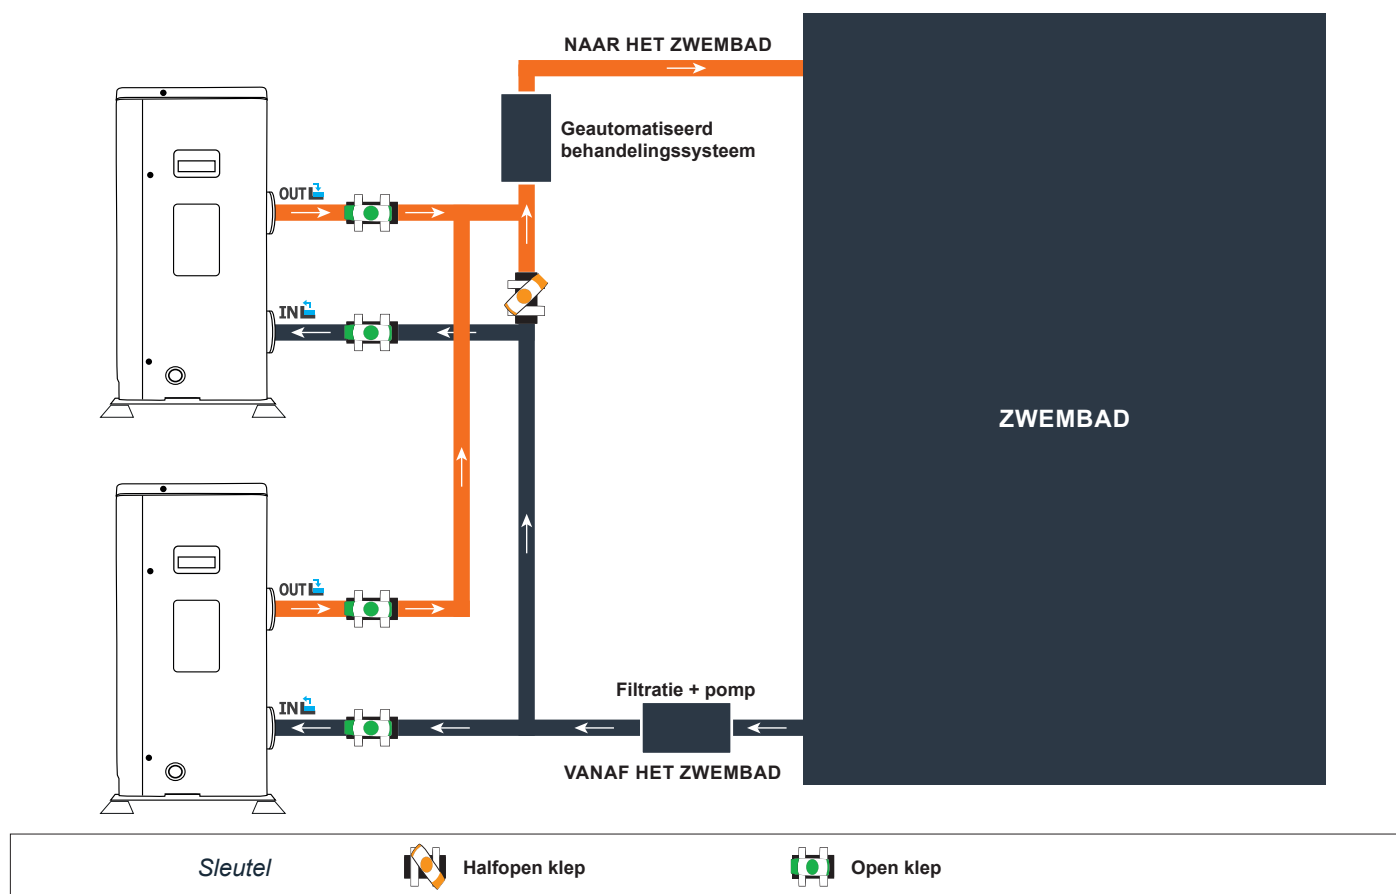 NAAR HET ZWEMBAD
Geautomatiseerd
behandelingssysteem
OUT
IN
ZWEMBAD
OUT
IN
Filtratie + pomp
VANAF HET ZWEMBAD
Sleutel
Halfopen klep
Open klep